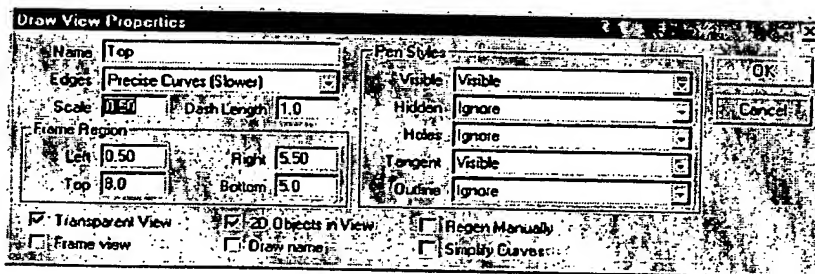 Draw View Properties
Name Top
Edges Precise Curves (Slower)
Scale 0.50 Dash Length 1.0
Frame Region
Left 0.50 Right 5.50
Top 8.0 Bottom 5.0
Pen Styles
Visible Visible
Hidden Ignore
Holes Ignore
Tangent Visible
Outline Ignore
OK
Cancel
Transparent View 2D Objects in View Regen Manually
Frame view Draw name Simplify Curves